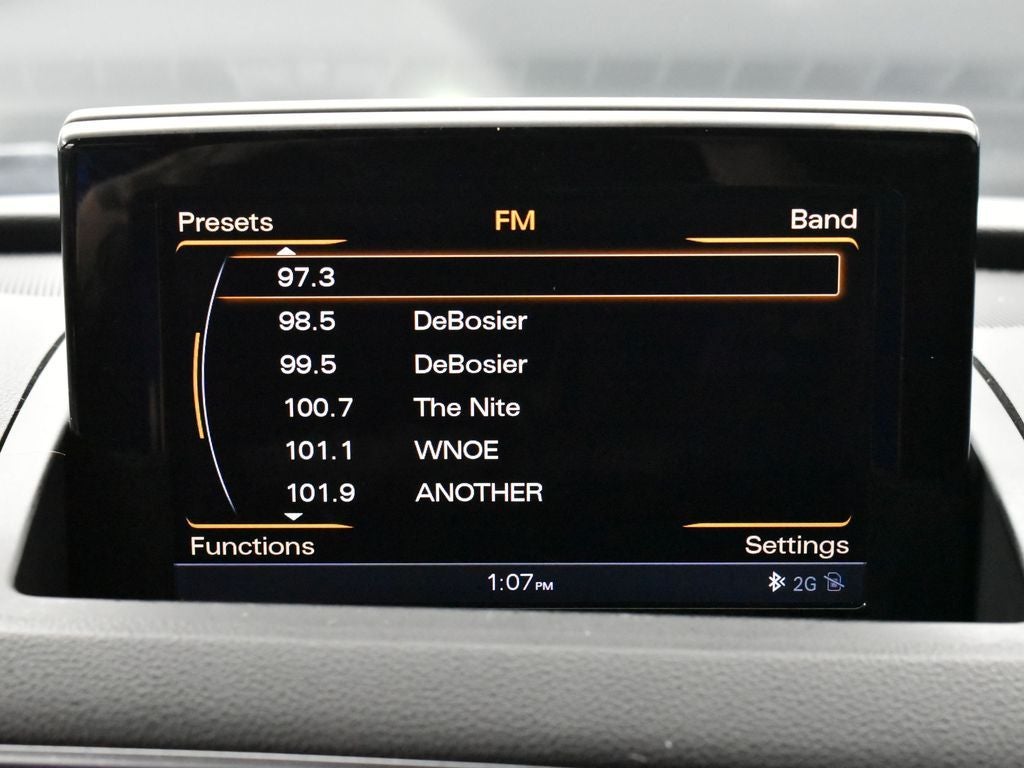 Presets FM Band
97.3
98.5 DeBosier
99.5 DeBosier
100.7 The Nite
101.1 WNOE
101.9 ANOTHER
Functions Settings
1:07PM 2G